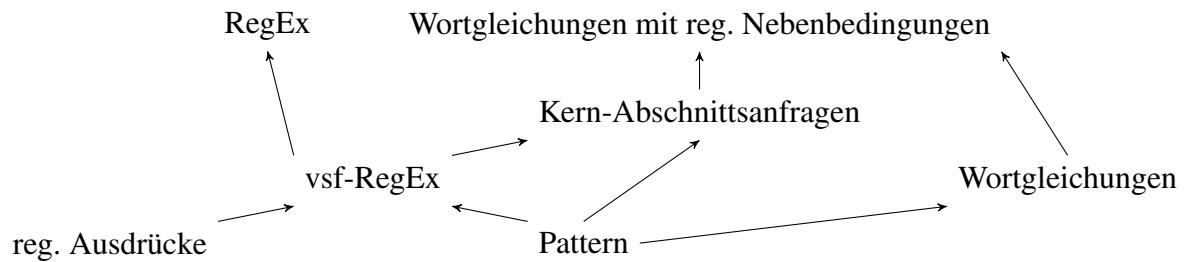 RegEx Wortgleichungen mit reg. Nebenbedingungen
Kern-Abschnittsanfragen
vsf-RegEx Wortgleichungen
reg. Ausdrücke Pattern